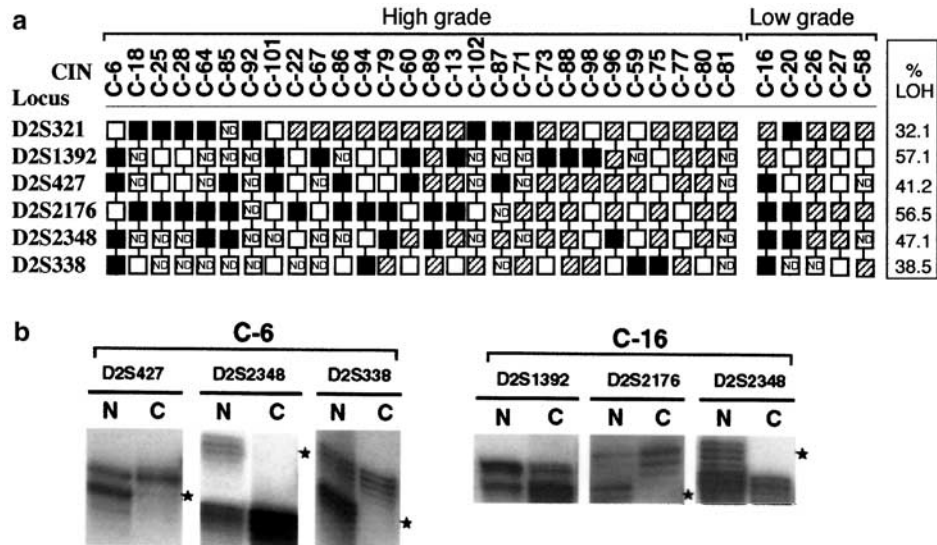 a
High grade
Low grade
CIN C-6 C-18 C-25 C-28 C-64 C-85 C-92 C-101 C-22 C-67 C-86 C-94 C-79 C-60 C-89 C-13 C-102 C-87 C-71 C-73 C-88 C-98 C-96 C-59 C-75 C-77 C-80 C-81 C-16 C-20 C-26 C-27 C-58
% LOH
Locus
D2S321 ND 32.1
D2S1392 57.1
D2S427 41.2
D2S2176 ND ND 56.5
D2S2348 47.1
D2S338 38.5
b
C-6
C-16
D2S427 D2S2348 D2S338 D2S1392 D2S2176 D2S2348
N C N C N C N C N C N C